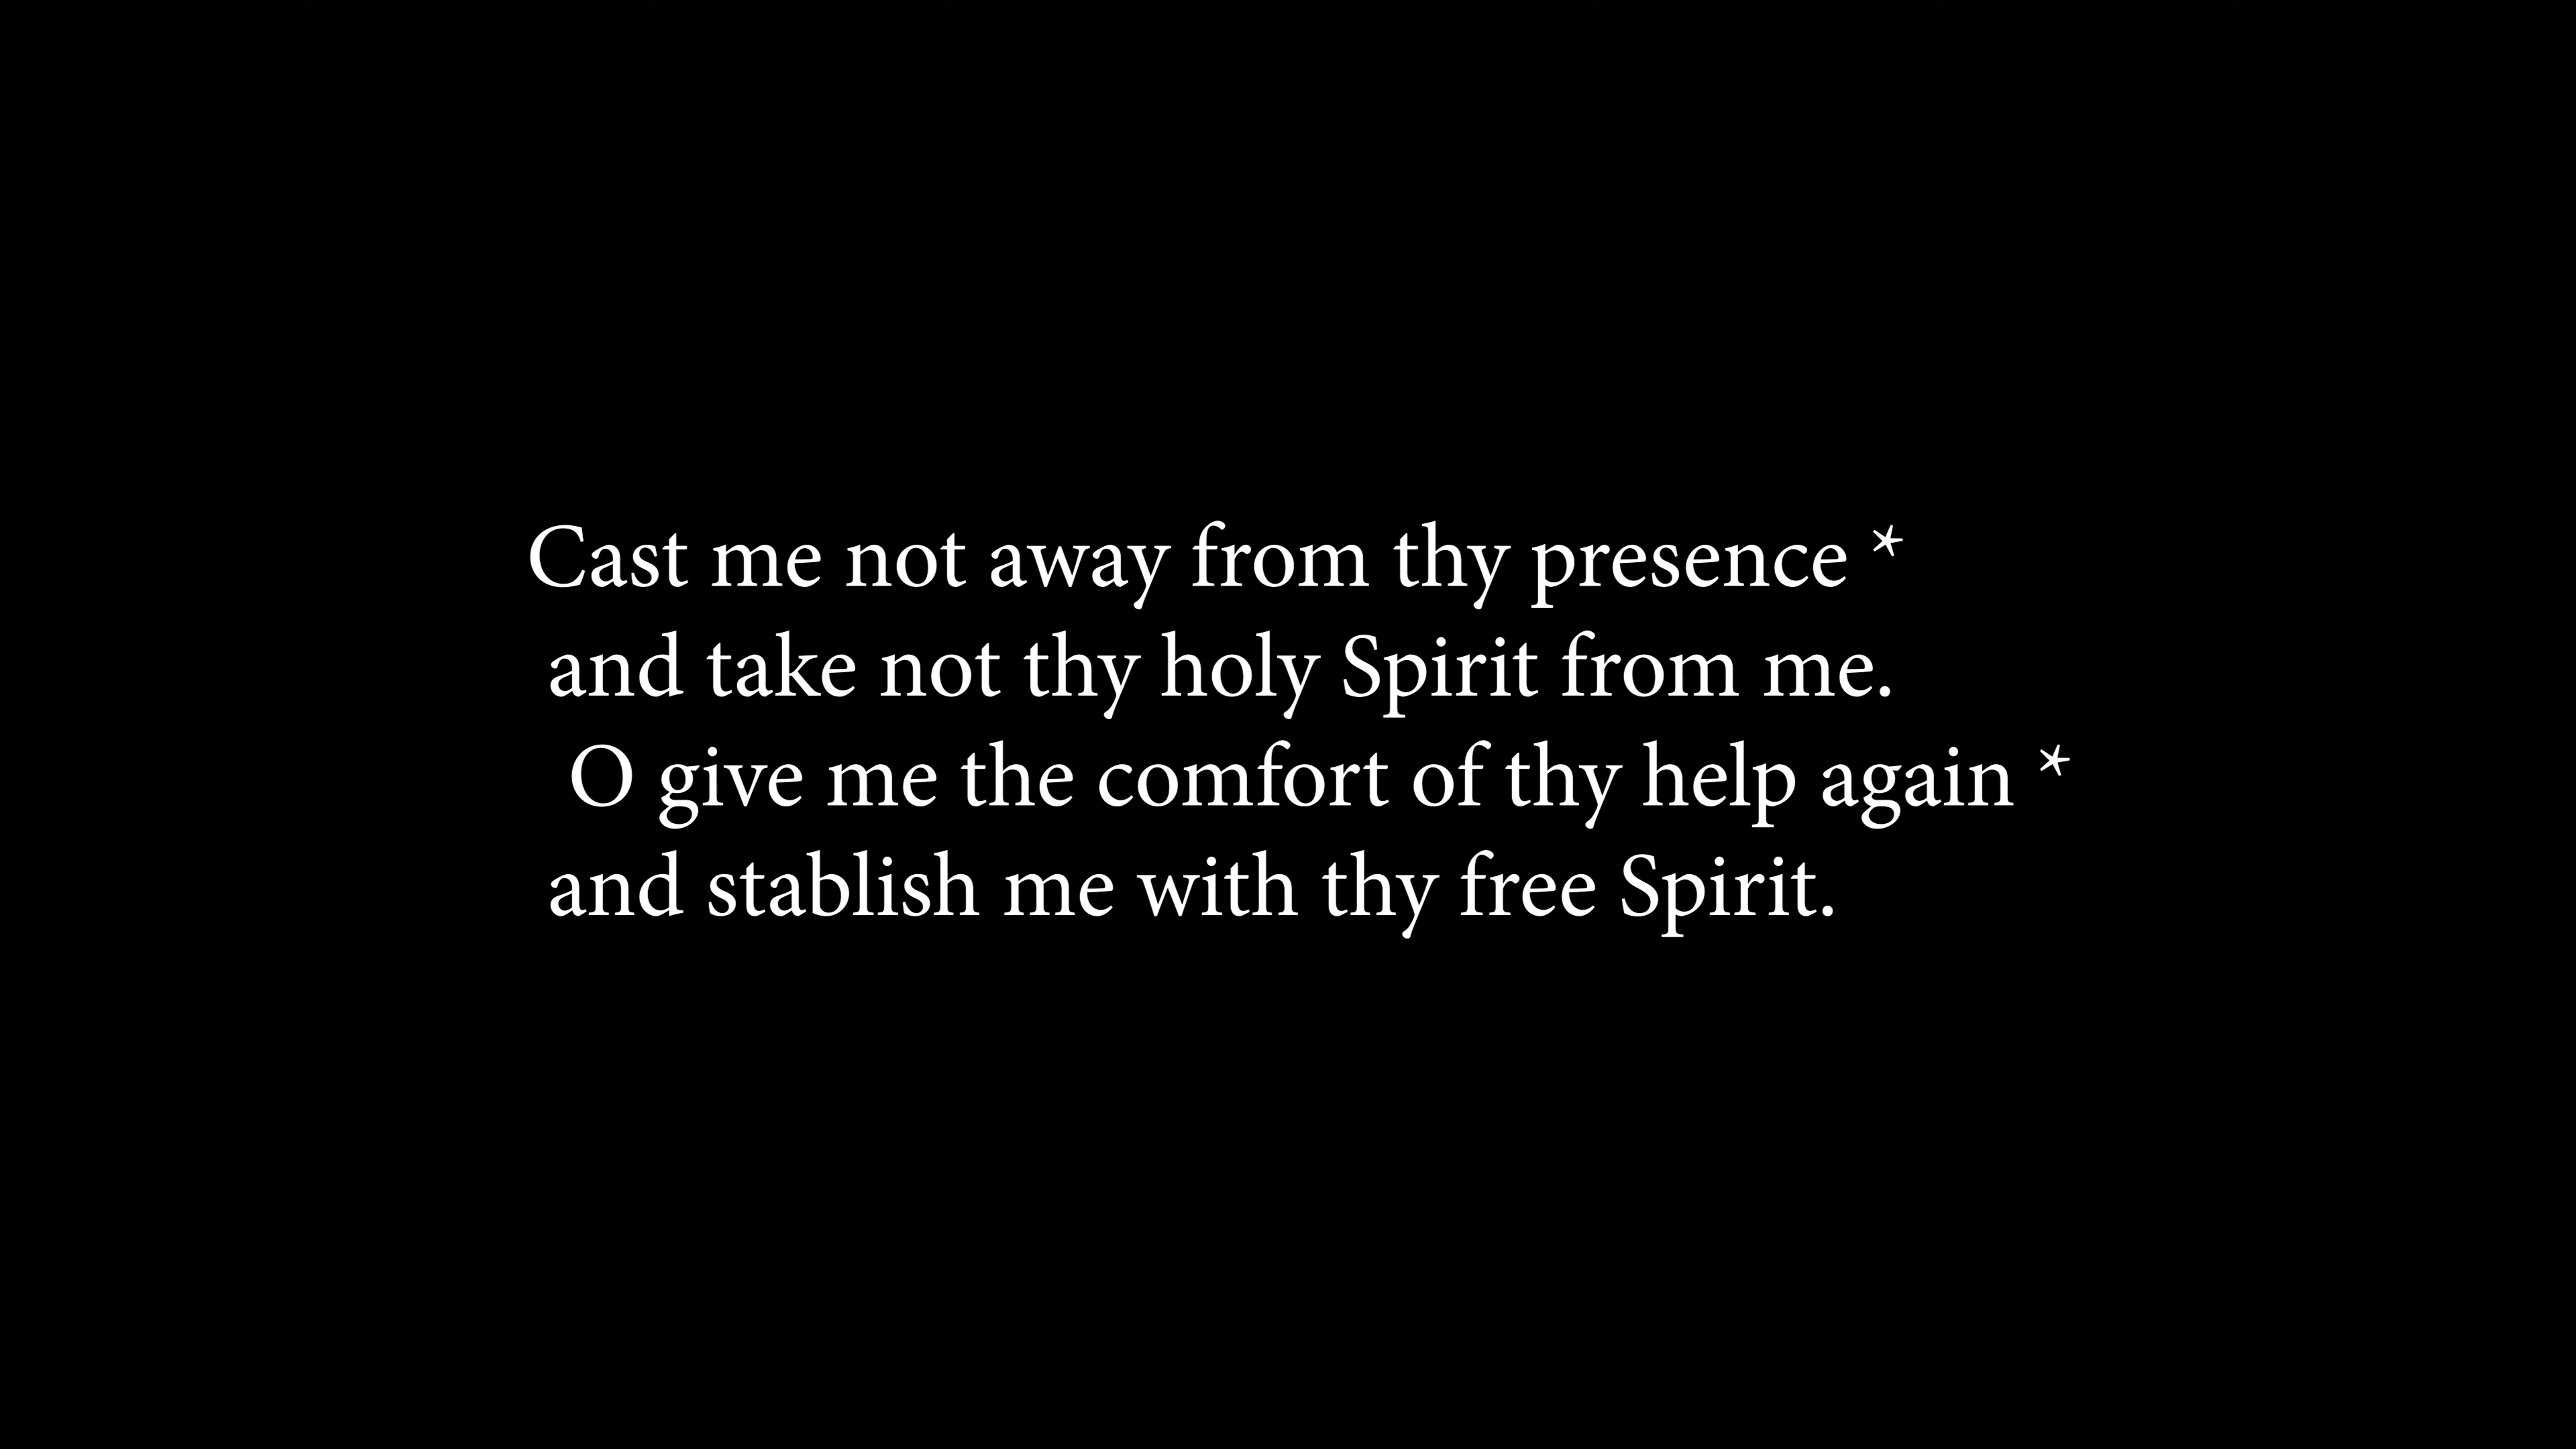 Cast me not away from thy presence *
and take not thy holy Spirit from me.
O give me the comfort of thy help again *
and stablish me with thy free Spirit.